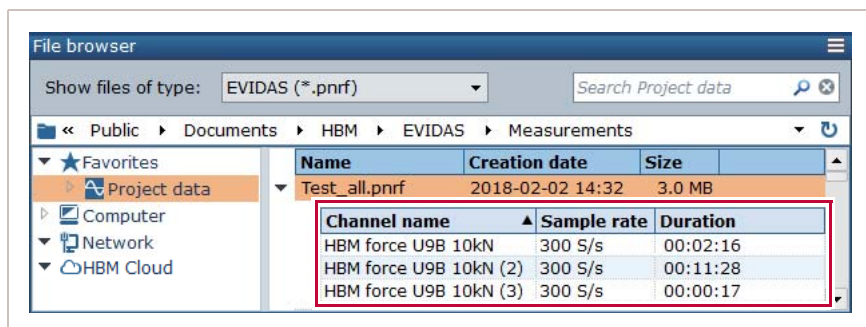 File browser
Show files of type: EVIDAS (*.pnrf) Search Project data
« Public Documents HBM EVIDAS Measurements
Favorites Name Creation date Size
Project data Test_all.pnrf 2018-02-02 14:32 3.0 MB
Computer Channel name Sample rate Duration
Network HBM force U9B 10kN 300 S/s 00:02:16
HBM Cloud HBM force U9B 10kN (2) 300 S/s 00:11:28
HBM force U9B 10kN (3) 300 S/s 00:00:17